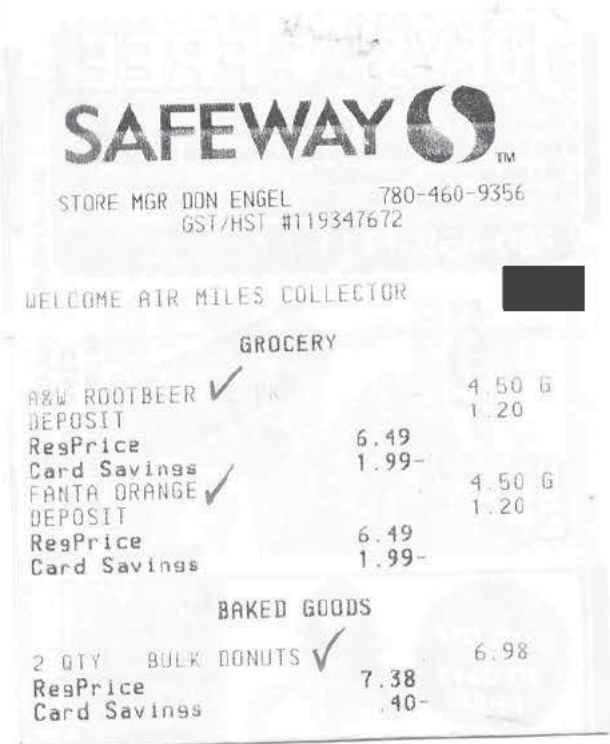 SAFEWAY
TM
STORE MGR DON ENGEL 780-460-9356
GST/HST #119347672
WELCOME AIR MILES COLLECTOR
GROCERY
A&W ROOTBEER 4.50 G
DEPOSIT 1.20
RegPrice 6.49
Card Savings 1.99-
FANTA ORANGE 4.50 G
DEPOSIT 1.20
RegPrice 6.49
Card Savings 1.99-
BAKED GOODS
2 QTY BULK DONUTS 6.98
RegPrice 7.38
Card Savings .40-